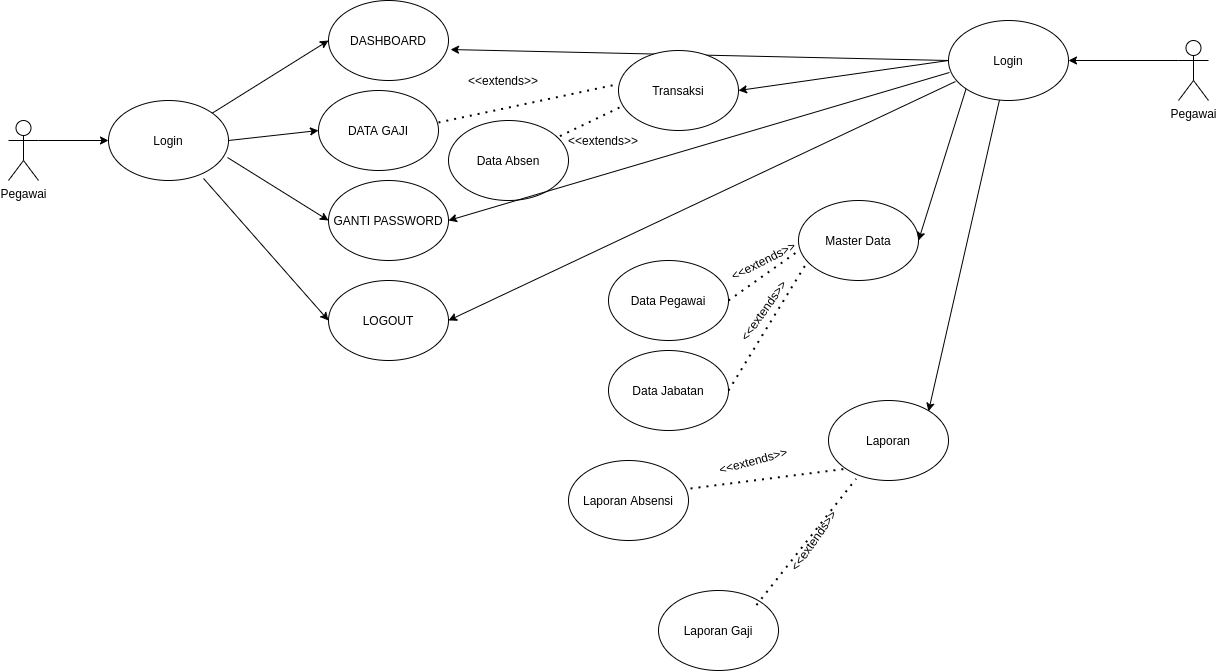 DASHBOARD
Login
<<extends>>
Transaksi
Pegawai
DATA GAJI
Login
Data Absen
<<extends>>
Pegawai
GANTI PASSWORD
Master Data
<<extends>>
Data Pegawai
<<extends>>
LOGOUT
Data Jabatan
Laporan
<<extends>>
Laporan Absensi
<<extends>>
Laporan Gaji